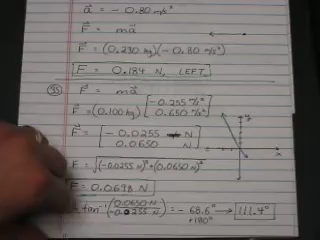 a⃗ = - 0.80 m/s²
F⃗ = ma⃗
F⃗ = (0.230 kg)(-0.80 m/s²)
F⃗ = 0.184 N, LEFT
95 F⃗ = ma⃗
F⃗ = (0.100 kg) [-0.255 m/s² 0.650 m/s²]
F⃗ = [-0.0255 N 0.0650 N]
y
x
F = √(-0.0255 N)² + (0.0650 N)²
F = 0.0698 N
tan⁻¹(0.0650 N / -0.0255 N) = - 68.6° → 111.4°
+180°